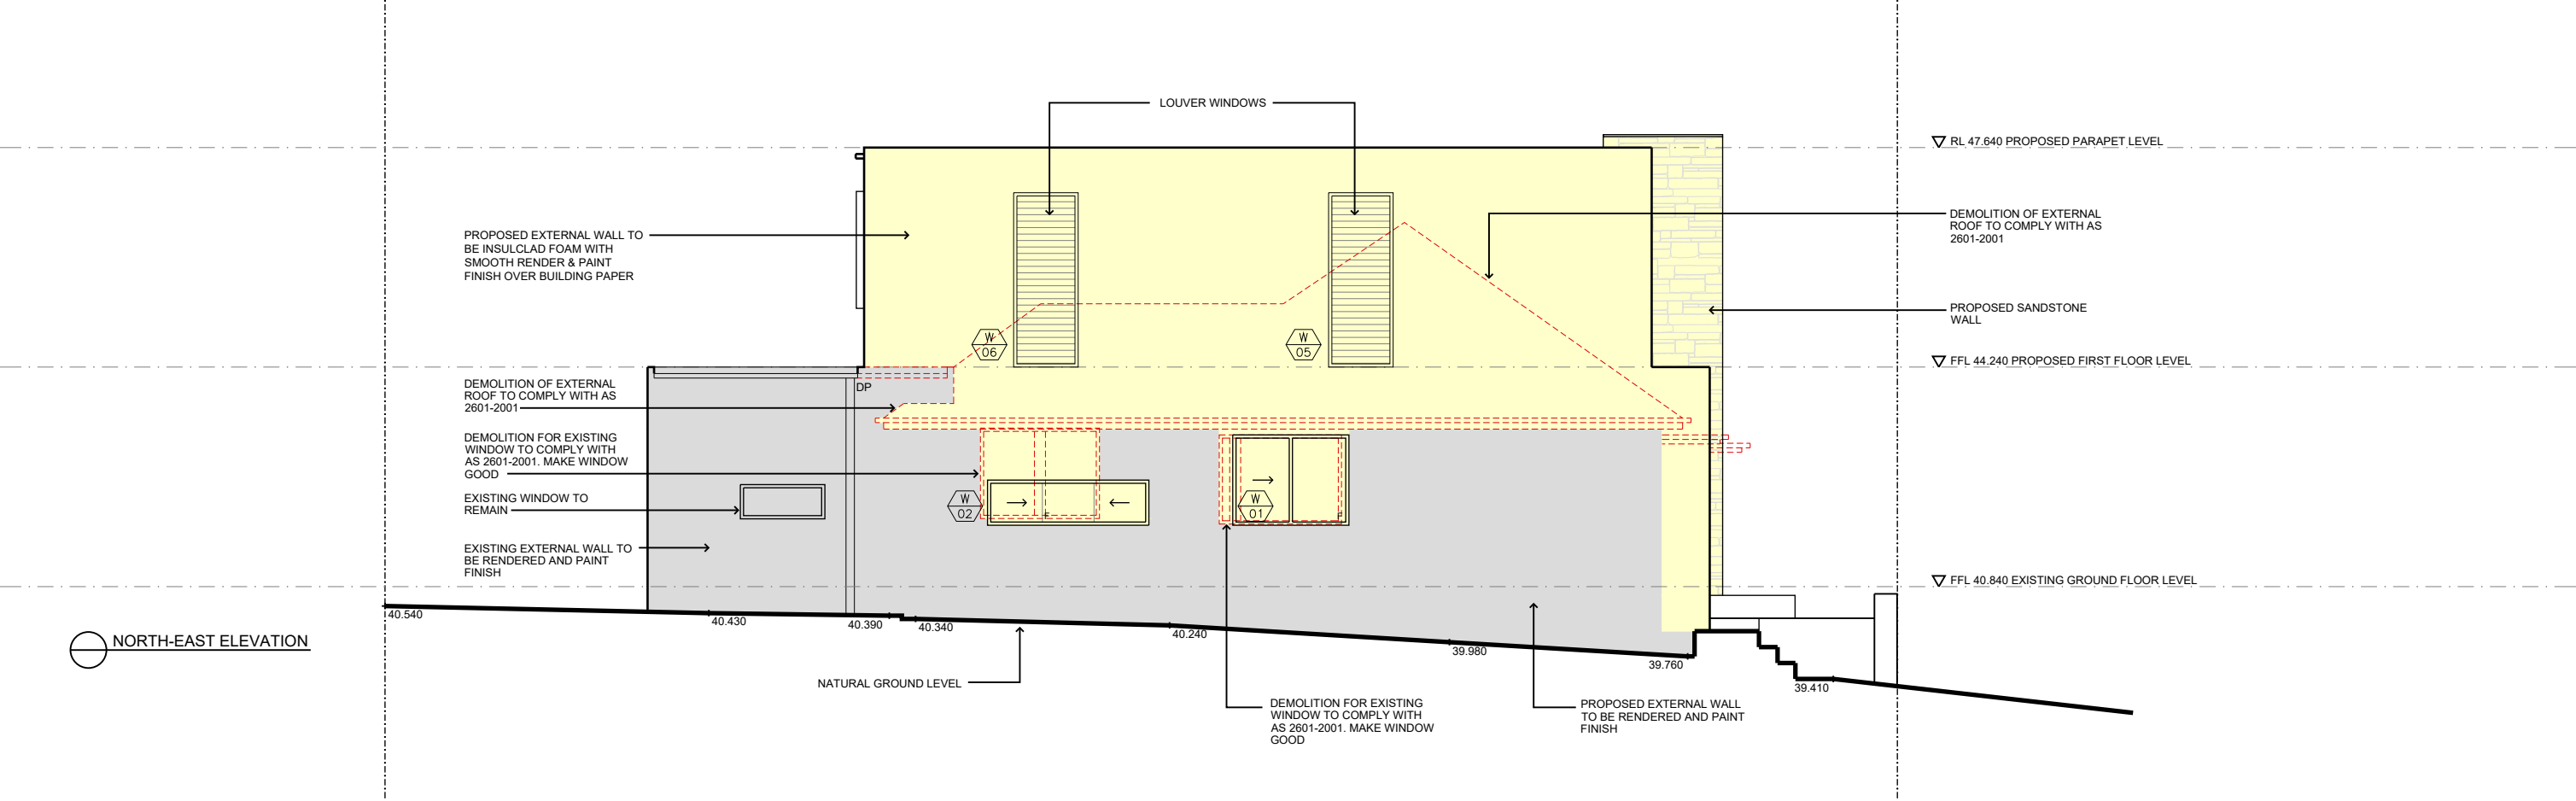 LOUVER WINDOWS
RL 47.640 PROPOSED PARAPET LEVEL
PROPOSED EXTERNAL WALL TO
BE INSULCLAD FOAM WITH
SMOOTH RENDER & PAINT
FINISH OVER BUILDING PAPER
DEMOLITION OF EXTERNAL
ROOF TO COMPLY WITH AS
2601-2001
PROPOSED SANDSTONE
WALL
W
06
W
05
FFL 44.240 PROPOSED FIRST FLOOR LEVEL
DEMOLITION OF EXTERNAL
ROOF TO COMPLY WITH AS
2601-2001
DP
DEMOLITION FOR EXISTING
WINDOW TO COMPLY WITH
AS 2601-2001. MAKE WINDOW
GOOD
EXISTING WINDOW TO
REMAIN
W
02
W
01
EXISTING EXTERNAL WALL TO
BE RENDERED AND PAINT
FINISH
FFL 40.840 EXISTING GROUND FLOOR LEVEL
40.540
40.430
40.390
40.340
40.240
39.980
39.760
39.410
NORTH-EAST ELEVATION
NATURAL GROUND LEVEL
DEMOLITION FOR EXISTING
WINDOW TO COMPLY WITH
AS 2601-2001. MAKE WINDOW
GOOD
PROPOSED EXTERNAL WALL
TO BE RENDERED AND PAINT
FINISH